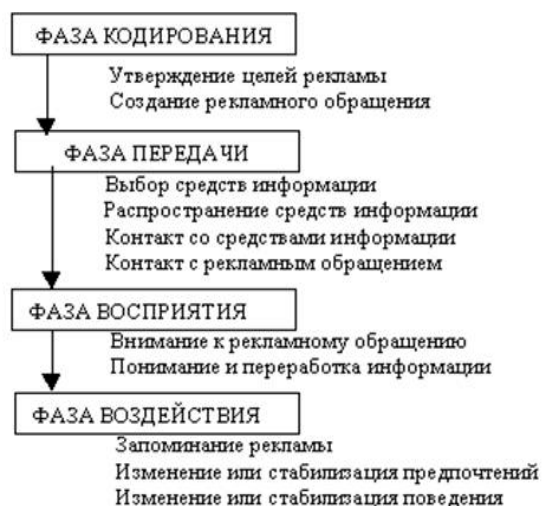 ФАЗА КОДИРОВАНИЯ
Утверждение целей рекламы
Создание рекламного обращения
ФАЗА ПЕРЕДАЧИ
Выбор средств информации
Распространение средств информации
Контакт со средствами информации
Контакт с рекламным обращением
ФАЗА ВОСПРИЯТИЯ
Внимание к рекламному обращению
Понимание и переработка информации
ФАЗА ВОЗДЕЙСТВИЯ
Запоминание рекламы
Изменение или стабилизация предпочтений
Изменение или стабилизация поведения